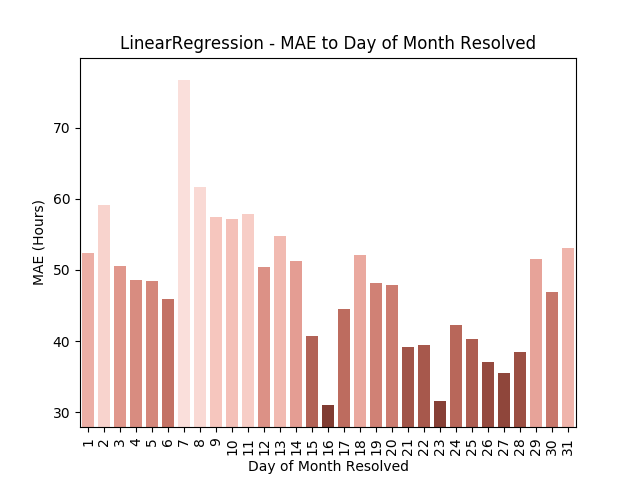 LinearRegression - MAE to Day of Month Resolved
MAE (Hours)
70
60
50
40
30
1 2 3 4 5 6 7 8 9 10 11 12 13 14 15 16 17 18 19 20 21 22 23 24 25 26 27 28 29 30 31
Day of Month Resolved